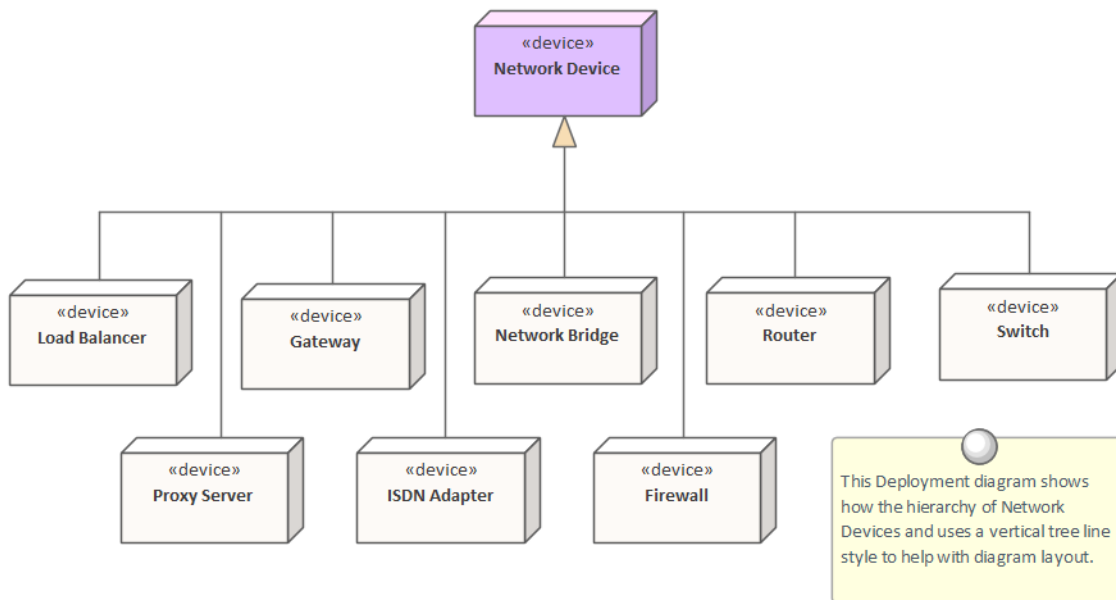 «device»
Network Device
«device»
Load Balancer
«device»
Gateway
«device»
Network Bridge
«device»
Router
«device»
Switch
«device»
Proxy Server
«device»
ISDN Adapter
«device»
Firewall
This Deployment diagram shows
how the hierarchy of Network
Devices and uses a vertical tree line
style to help with diagram layout.